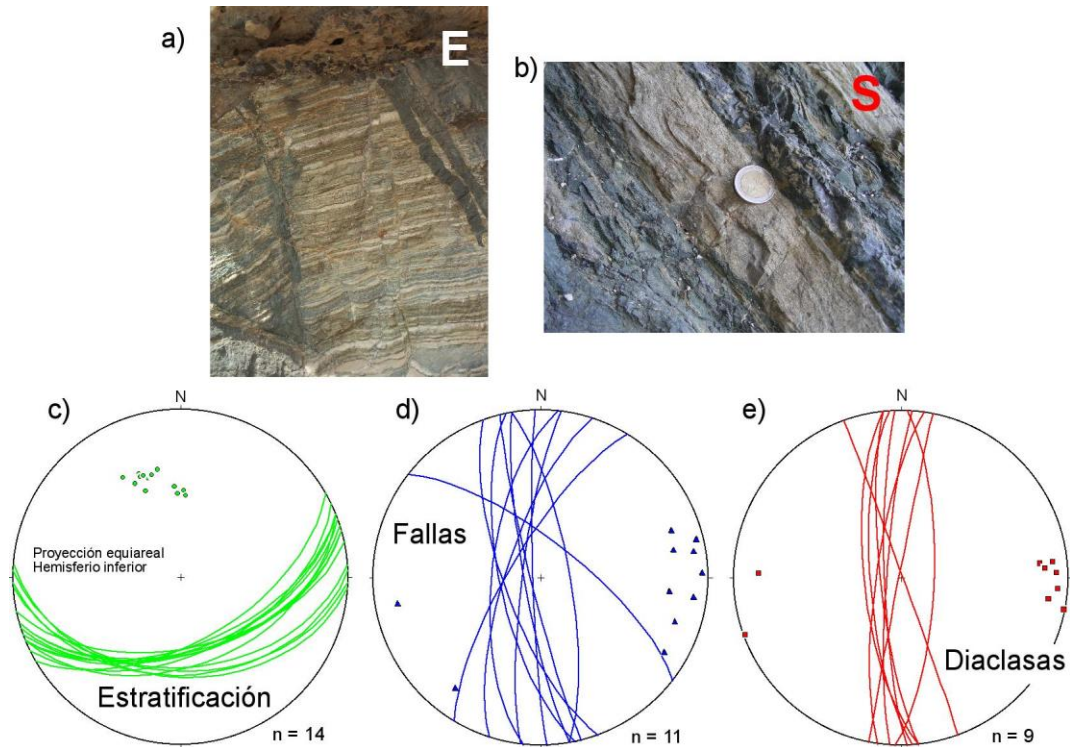 a)
E
b)
S
c)
N
Proyección equiareal
Hemisferio inferior
Estratificación
n = 14
d)
N
Fallas
n = 11
e)
N
Diaclasas
n = 9